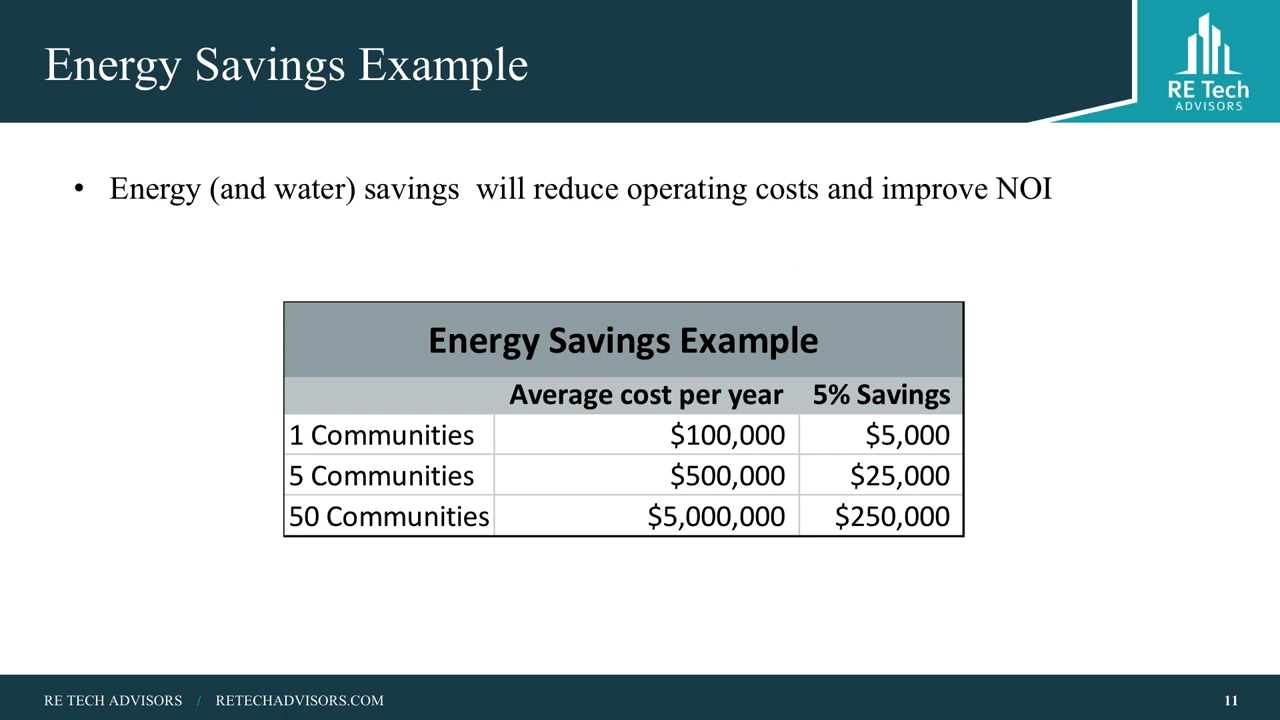 Energy Savings Example
RE Tech
ADVISORS
• Energy (and water) savings  will reduce operating costs and improve NOI
Energy Savings Example
Average cost per year 5% Savings
1 Communities $100,000 $5,000
5 Communities $500,000 $25,000
50 Communities $5,000,000 $250,000
RE TECH ADVISORS / RETECHADVISORS.COM 11